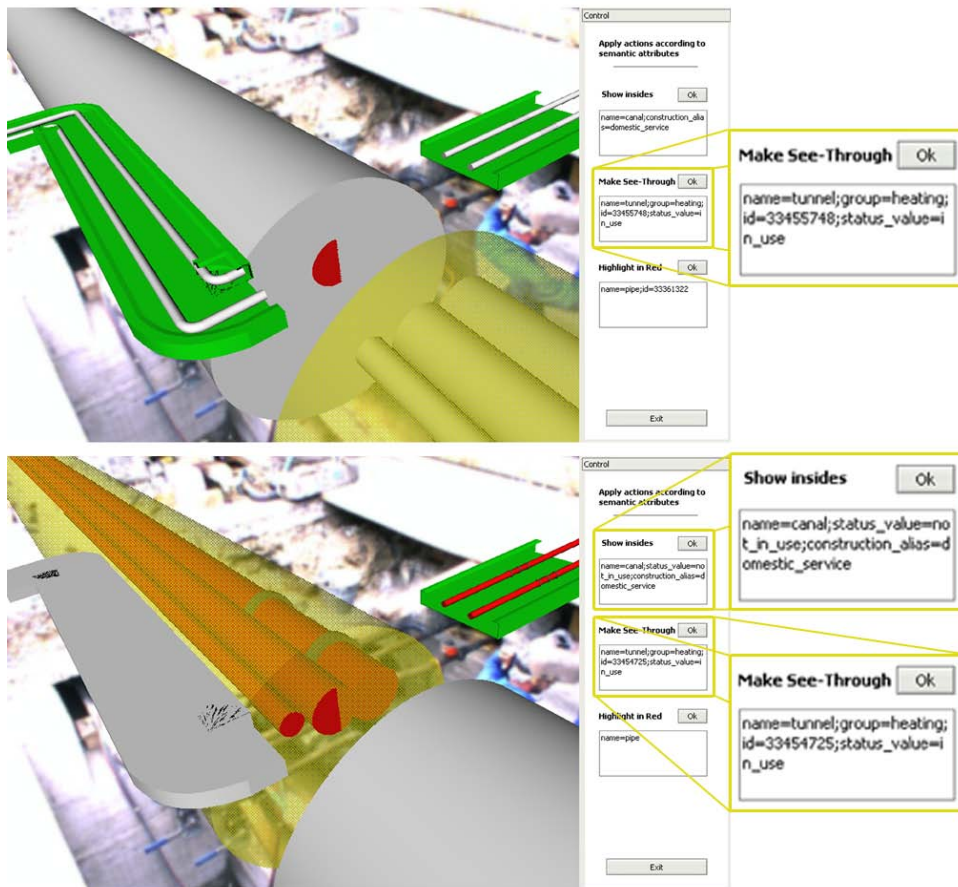 Control
Apply actions according to
semantic attributes
Show insides Ok
name=canal;construction_alia
s=domestic_service
Make See-Through Ok
name=tunnel;group=heating;
id=33455748;status_value=i
n_use
Highlight in Red Ok
name=pipe;id=33361322
Exit
Make See-Through Ok
name=tunnel;group=heating;
id=33455748;status_value=i
n_use
Control
Apply actions according to
semantic attributes
Show insides Ok
name=canal;status_value=no
t_in_use;construction_alias=d
omestic_service
Make See-Through Ok
name=tunnel;group=heating;
id=33454725;status_value=i
n_use
Highlight in Red Ok
name=pipe
Exit
Show insides Ok
name=canal;status_value=no
t_in_use;construction_alias=d
omestic_service
Make See-Through Ok
name=tunnel;group=heating;
id=33454725;status_value=i
n_use